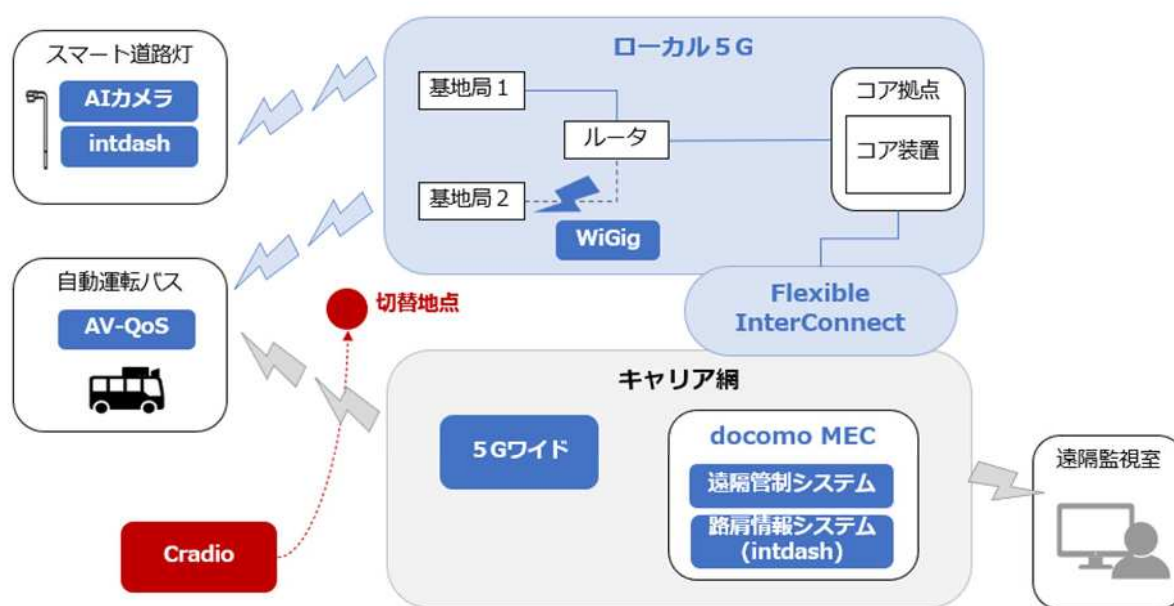 スマート道路灯
AIカメラ
intdash
自動運転バス
AV-QoS
切替地点
Cradio
ローカル5G
基地局1
ルータ
基地局2
WiGig
コア拠点
コア装置
Flexible
InterConnect
キャリア網
5Gワイド
docomo MEC
遠隔管制システム
路肩情報システム
(intdash)
遠隔監視室